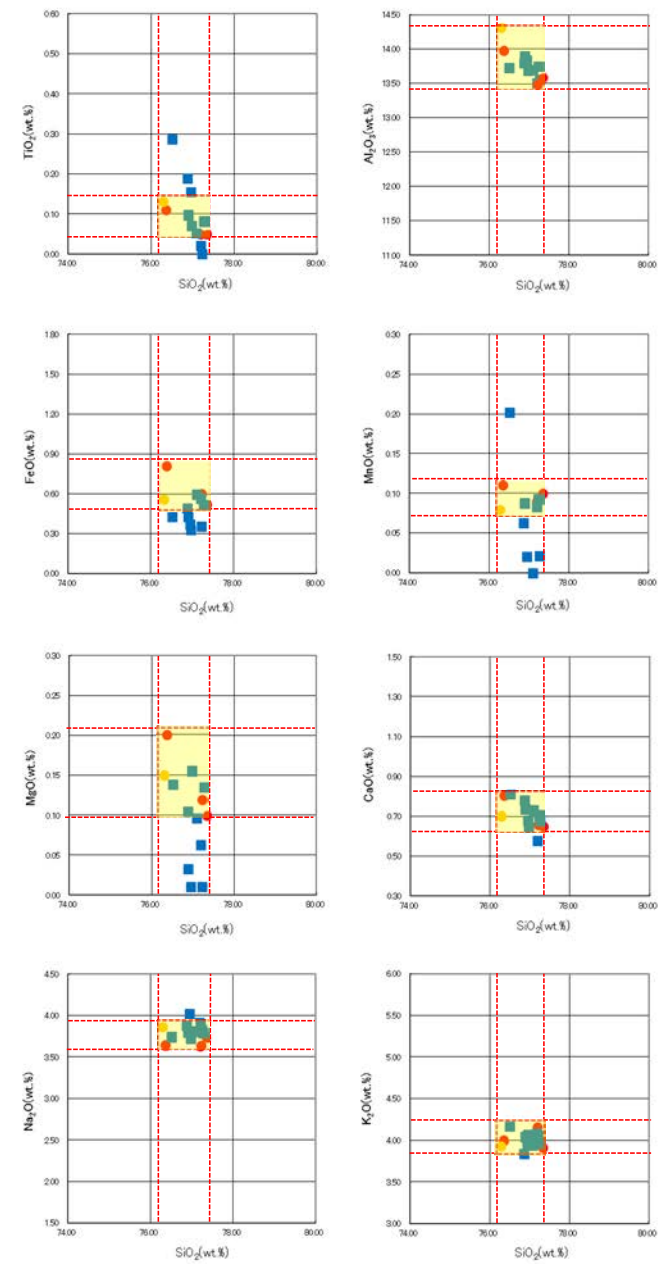 0.60
0.50
0.40
0.30
0.20
0.10
0.00
TiO2(wt.%)
74.00 76.00 78.00 80.00
SiO2(wt.%)
14.50
14.00
13.50
13.00
12.50
12.00
11.50
11.00
Al2O3(wt.%)
74.00 76.00 78.00 80.00
SiO2(wt.%)
1.80
1.50
1.20
0.90
0.60
0.30
0.00
FeO(wt.%)
74.00 76.00 78.00 80.00
SiO2(wt.%)
0.30
0.25
0.20
0.15
0.10
0.05
0.00
MnO(wt.%)
74.00 76.00 78.00 80.00
SiO2(wt.%)
0.30
0.25
0.20
0.15
0.10
0.05
0.00
MgO(wt.%)
74.00 76.00 78.00 80.00
SiO2(wt.%)
1.50
1.30
1.10
0.90
0.70
0.50
0.30
CaO(wt.%)
74.00 76.00 78.00 80.00
SiO2(wt.%)
4.50
4.00
3.50
3.00
2.50
2.00
1.50
Na2O(wt.%)
74.00 76.00 78.00 80.00
SiO2(wt.%)
6.00
5.50
5.00
4.50
4.00
3.50
3.00
K2O(wt.%)
74.00 76.00 78.00 80.00
SiO2(wt.%)